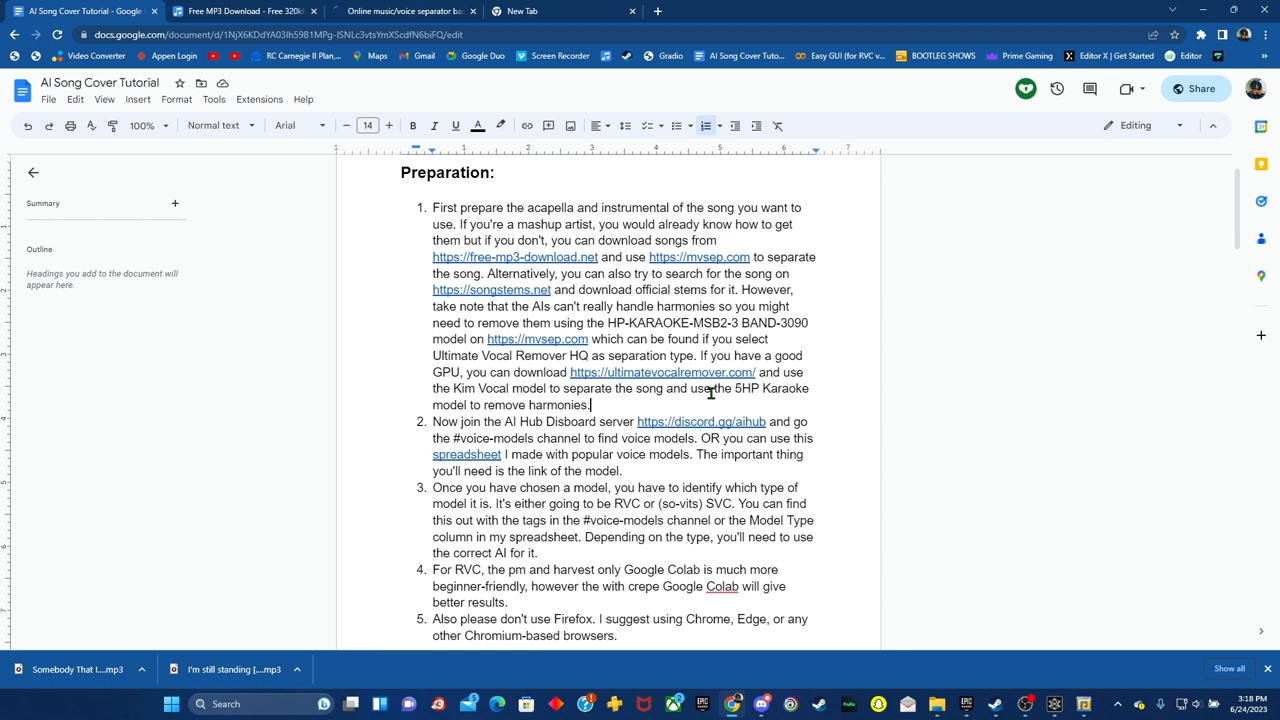 AI Song Cover Tutorial - Google
Free MP3 Download - Free 320k
Online music/voice separator ba
New Tab
docs.google.com/document/d/1NjX6KDdYA03Ih5981MPg-ISNLc3vtsYmXScdfN6biFQ/edit
Video Converter
Appen Login
RC Carnegie II Plan,...
Maps
Gmail
Google Duo
Screen Recorder
Gradio
AI Song Cover Tuto...
Easy GUI (for RVC v...
BOOTLEG SHOWS
Prime Gaming
Editor X | Get Started
Editor
AI Song Cover Tutorial
File Edit View Insert Format Tools Extensions Help
Share
100% Normal text Arial 14 Editing
1 1 2 3 4 5 6 7
Summary
Outline
Headings you add to the document will
appear here.
Preparation:
1. First prepare the acapella and instrumental of the song you want to
use. If you're a mashup artist, you would already know how to get
them but if you don't, you can download songs from
https://free-mp3-download.net and use https://mvsep.com to separate
the song. Alternatively, you can also try to search for the song on
https://songstems.net and download official stems for it. However,
take note that the AIs can't really handle harmonies so you might
need to remove them using the HP-KARAOKE-MSB2-3 BAND-3090
model on https://mvsep.com which can be found if you select
Ultimate Vocal Remover HQ as separation type. If you have a good
GPU, you can download https://ultimatevocalremover.com/ and use
the Kim Vocal model to separate the song and use the 5HP Karaoke
model to remove harmonies.
2. Now join the AI Hub Disboard server https://discord.gg/aihub and go
the #voice-models channel to find voice models. OR you can use this
spreadsheet I made with popular voice models. The important thing
you'll need is the link of the model.
3. Once you have chosen a model, you have to identify which type of
model it is. It's either going to be RVC or (so-vits) SVC. You can find
this out with the tags in the #voice-models channel or the Model Type
column in my spreadsheet. Depending on the type, you'll need to use
the correct AI for it.
4. For RVC, the pm and harvest only Google Colab is much more
beginner-friendly, however the with crepe Google Colab will give
better results.
5. Also please don't use Firefox. I suggest using Chrome, Edge, or any
other Chromium-based browsers.
Somebody That I....mp3
I'm still standing [....mp3
Show all
Search
3:18 PM
6/24/2023